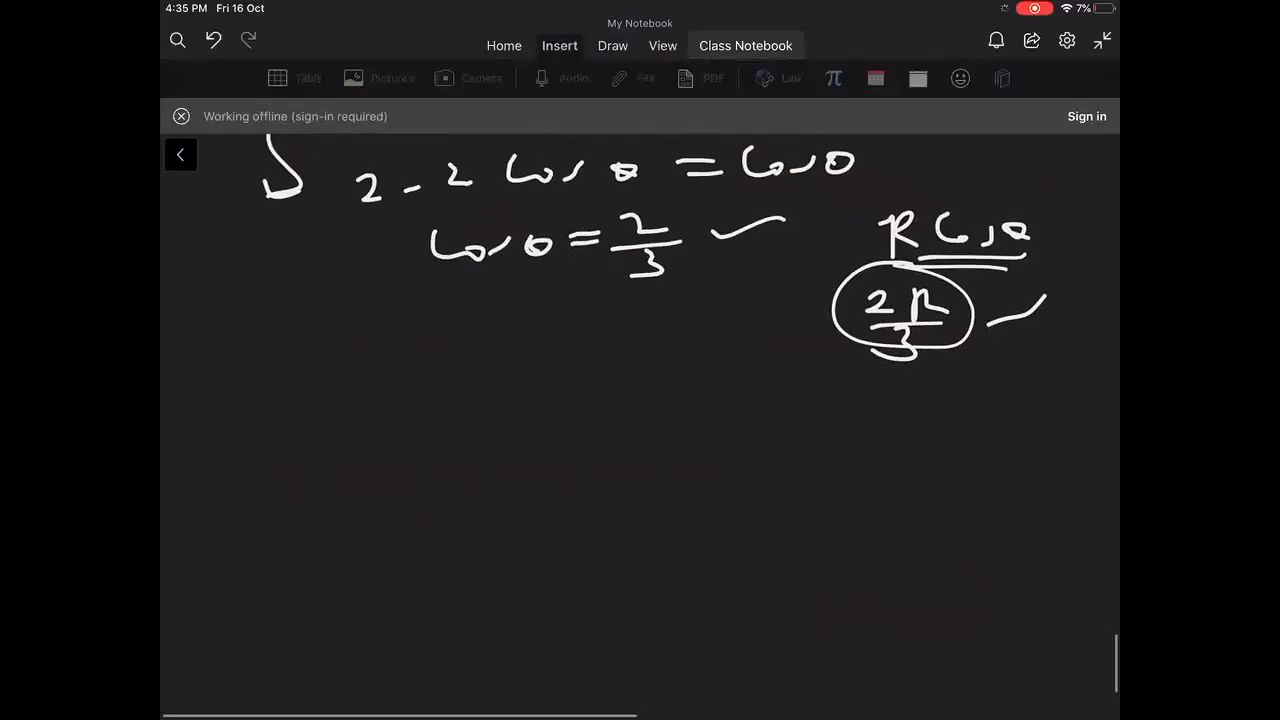 4:35 PM Fri 16 Oct
7%
My Notebook
Home Insert Draw View Class Notebook
Table Pictures Camera Audio File PDF Link π
Working offline (sign-in required) Sign in
2 - 2 Cos θ = Cos θ
Cos θ = 2/3
R Cos θ
2R/3